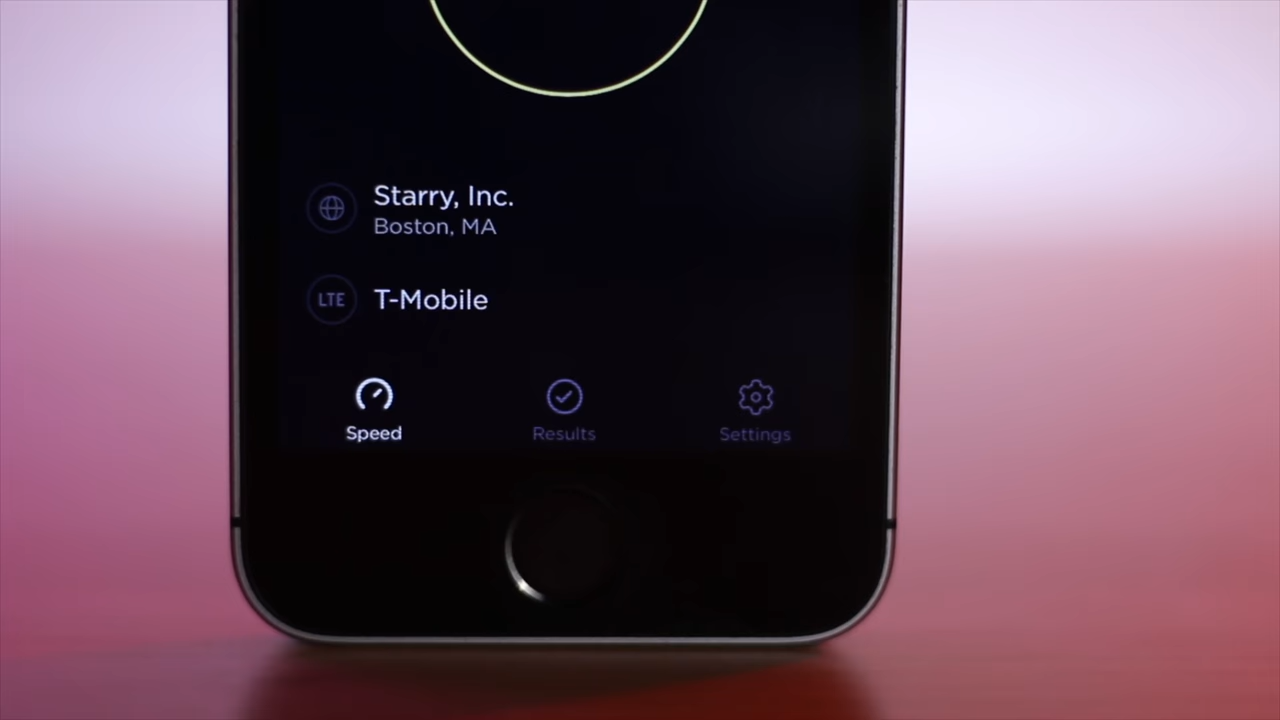 Starry, Inc.
Boston, MA
LTE T-Mobile
Speed Results Settings